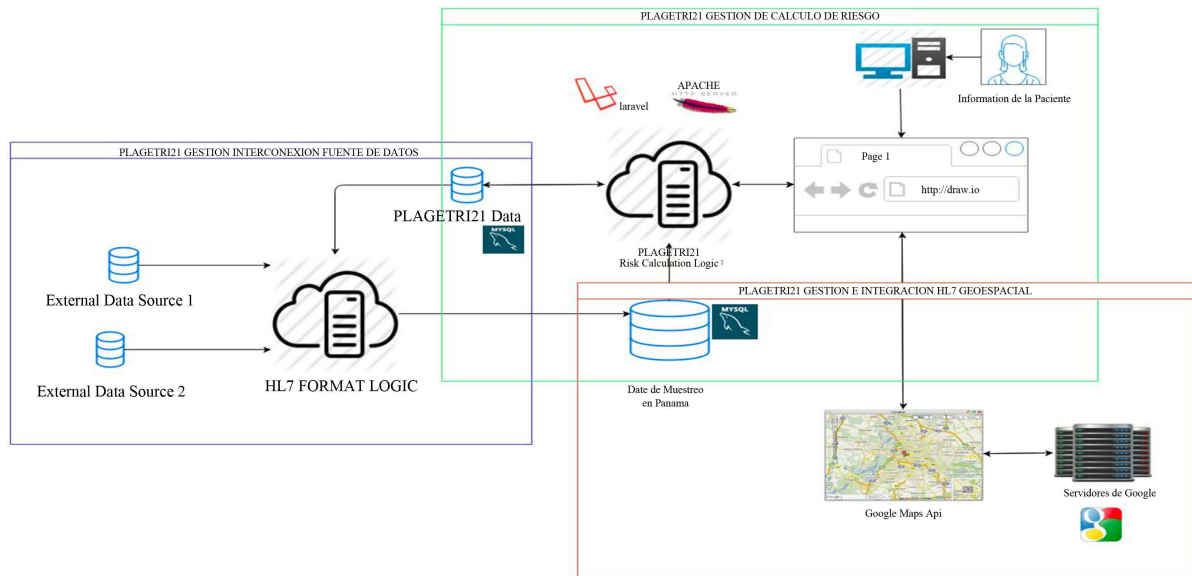 PLAGETRI21 GESTION DE CALCULO DE RIESGO
Information de la Paciente
laravel
APACHE
HTTP SERVER
Page 1
http://draw.io
PLAGETRI21 GESTION INTERCONEXION FUENTE DE DATOS
PLAGETRI21 Data
MYSQL
PLAGETRI21
Risk Calculation Logic :
External Data Source 1
External Data Source 2
HL7 FORMAT LOGIC
PLAGETRI21 GESTION E INTEGRACION HL7 GEOESPACIAL
MYSQL
Date de Muestreo
en Panama
Google Maps Api
Servidores de Google
g